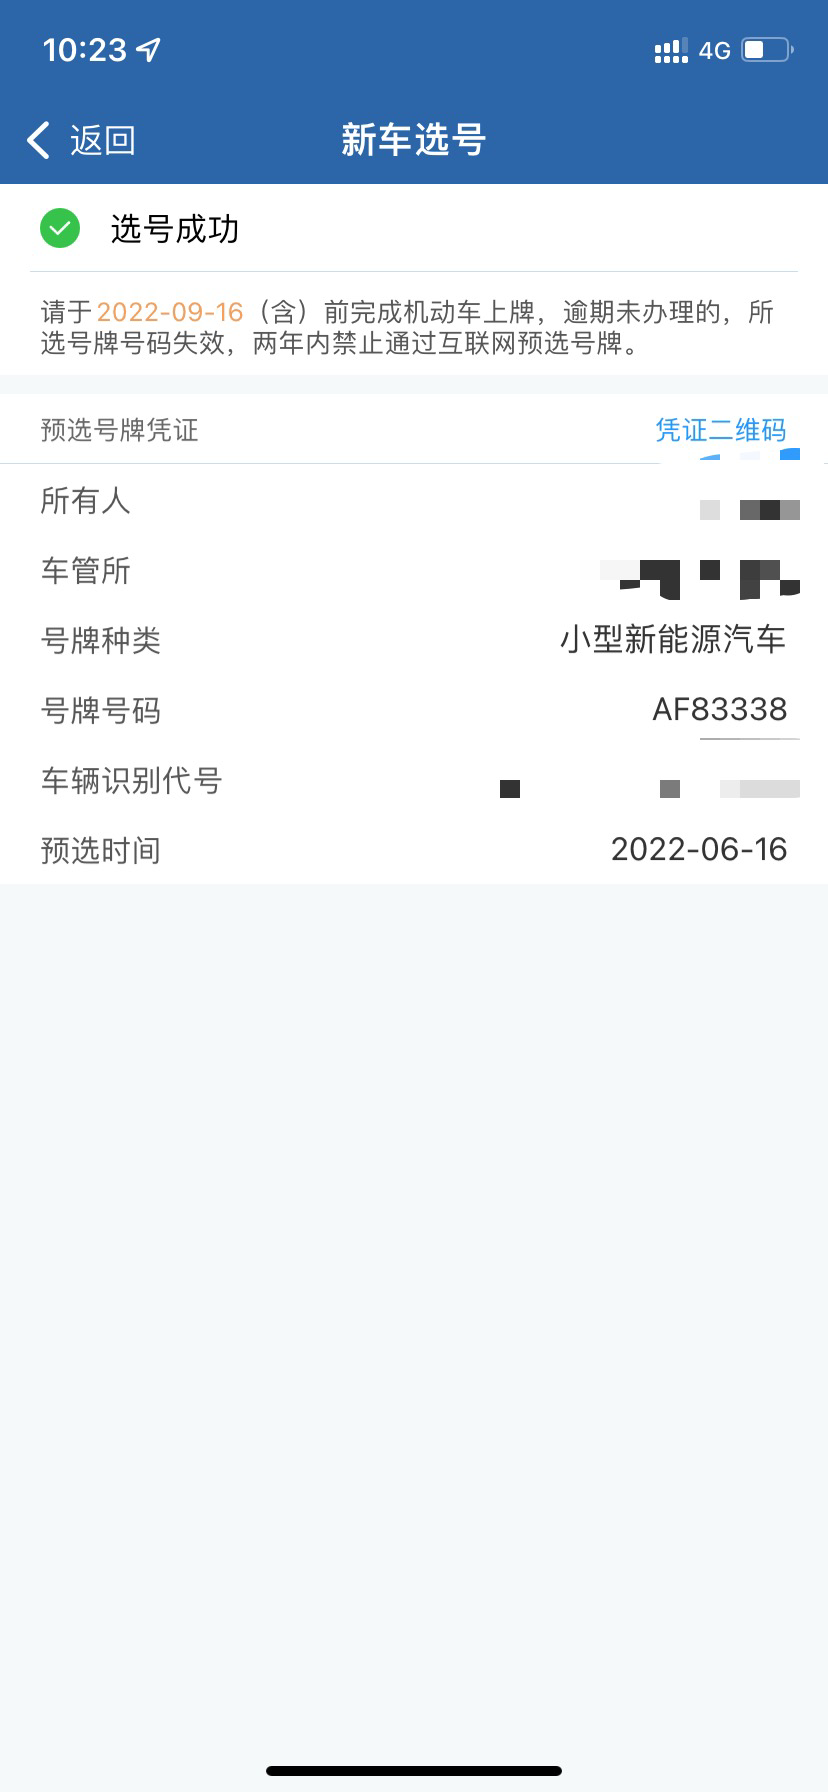 10:23
4G
返回
新车选号
选号成功
请于2022-09-16（含）前完成机动车上牌，逾期未办理的，所
选号牌号码失效，两年内禁止通过互联网预选号牌。
预选号牌凭证
凭证二维码
所有人
车管所
号牌种类
小型新能源汽车
号牌号码
AF83338
车辆识别代号
预选时间
2022-06-16